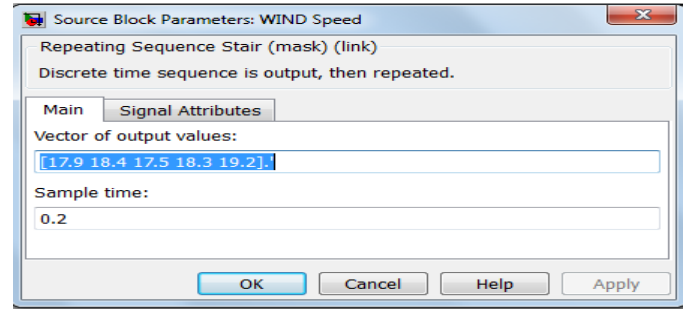 Source Block Parameters: WIND Speed
Repeating Sequence Stair (mask) (link)
Discrete time sequence is output, then repeated.
Main Signal Attributes
Vector of output values:
[17.9 18.4 17.5 18.3 19.2].'
Sample time:
0.2
OK Cancel Help Apply